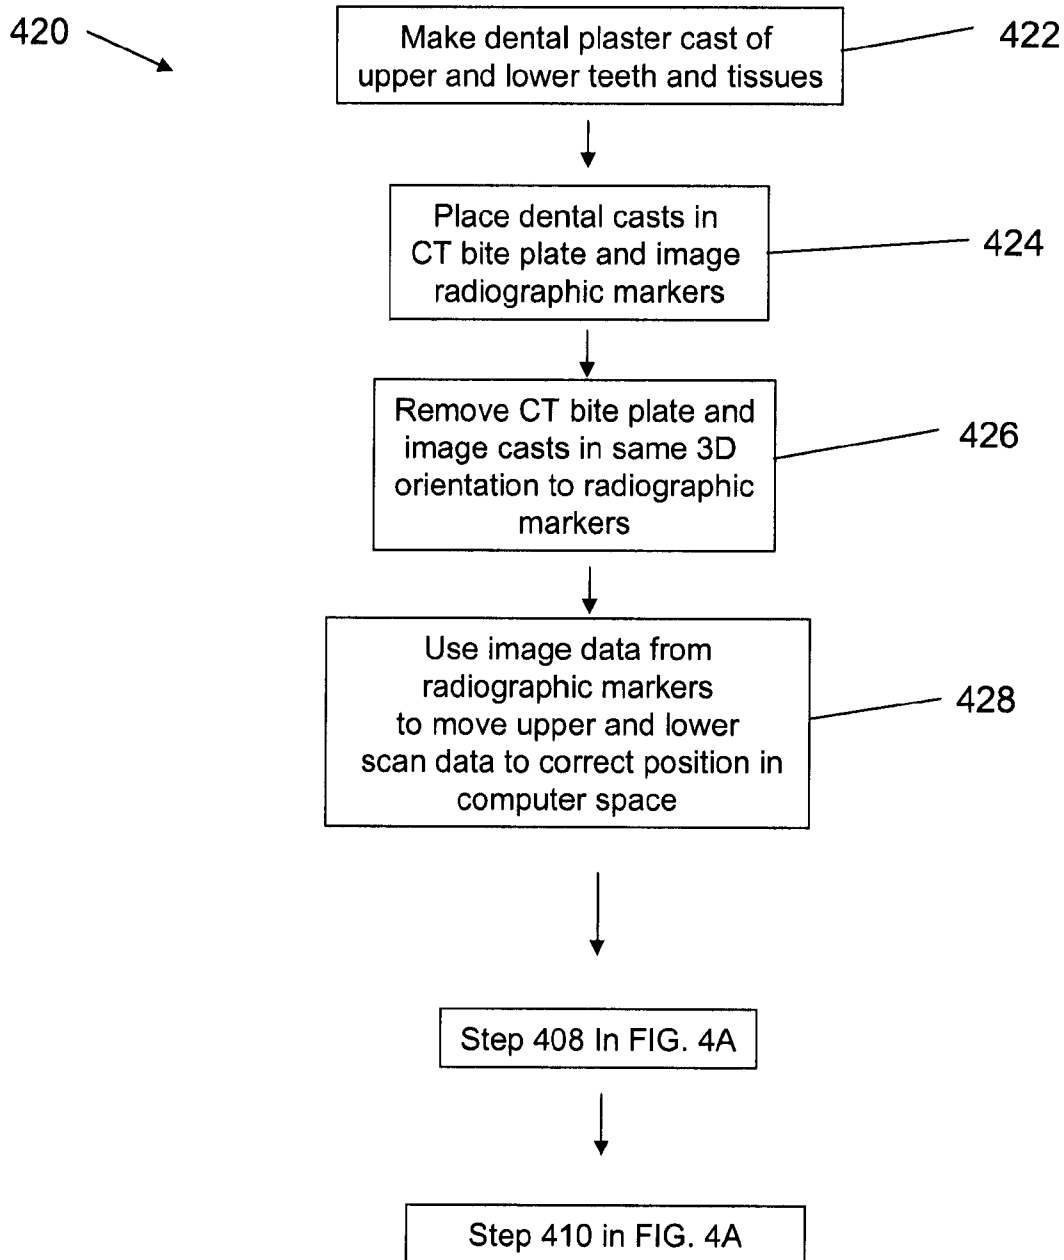 420
Make dental plaster cast of
upper and lower teeth and tissues
422
Place dental casts in
CT bite plate and image
radiographic markers
424
Remove CT bite plate and
image casts in same 3D
orientation to radiographic
markers
426
Use image data from
radiographic markers
to move upper and lower
scan data to correct position in
computer space
428
Step 408 In FIG. 4A
Step 410 in FIG. 4A